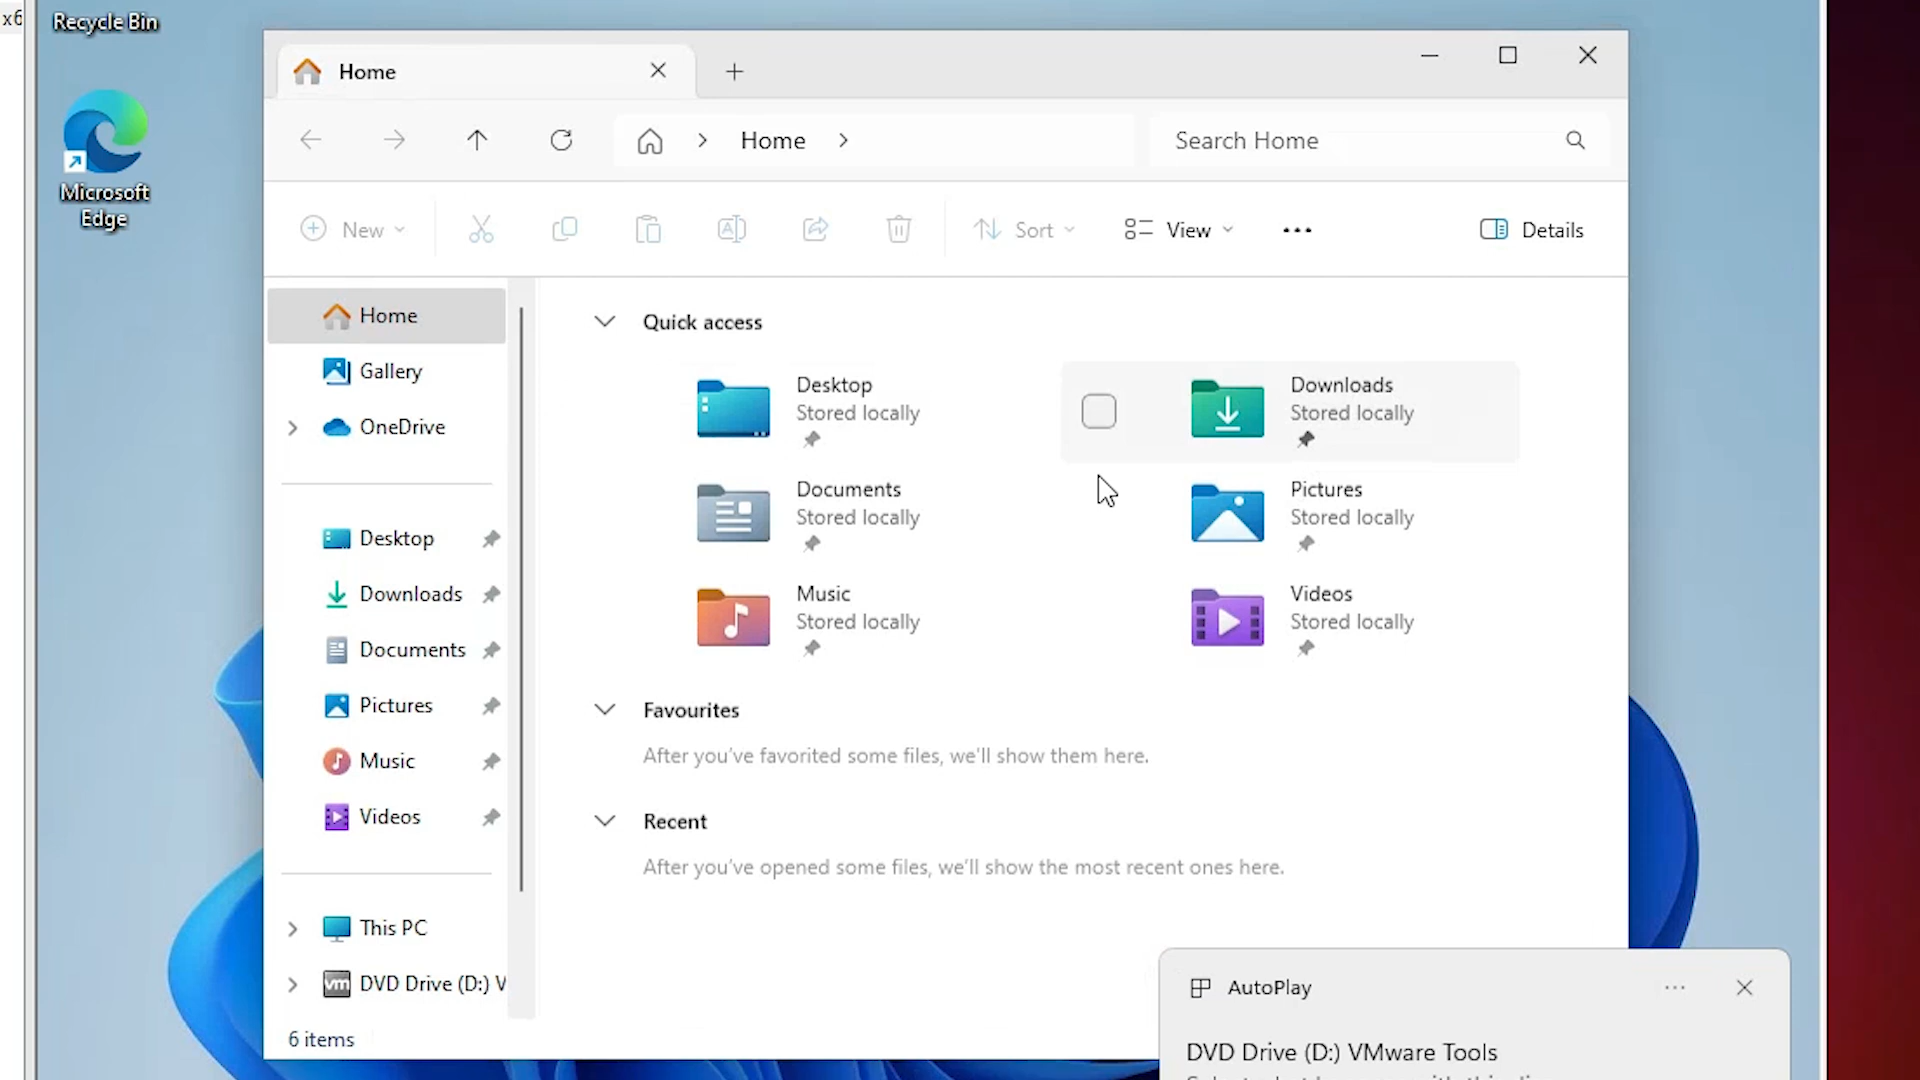 x6
Recycle Bin
Microsoft
Edge
Home
Home
Search Home
New
Sort
View
Details
Home
Gallery
OneDrive
Desktop
Downloads
Documents
Pictures
Music
Videos
This PC
DVD Drive (D:) V
6 items
Quick access
Desktop
Stored locally
Downloads
Stored locally
Documents
Stored locally
Pictures
Stored locally
Music
Stored locally
Videos
Stored locally
Favourites
After you've favorited some files, we'll show them here.
Recent
After you've opened some files, we'll show the most recent ones here.
AutoPlay
DVD Drive (D:) VMware Tools